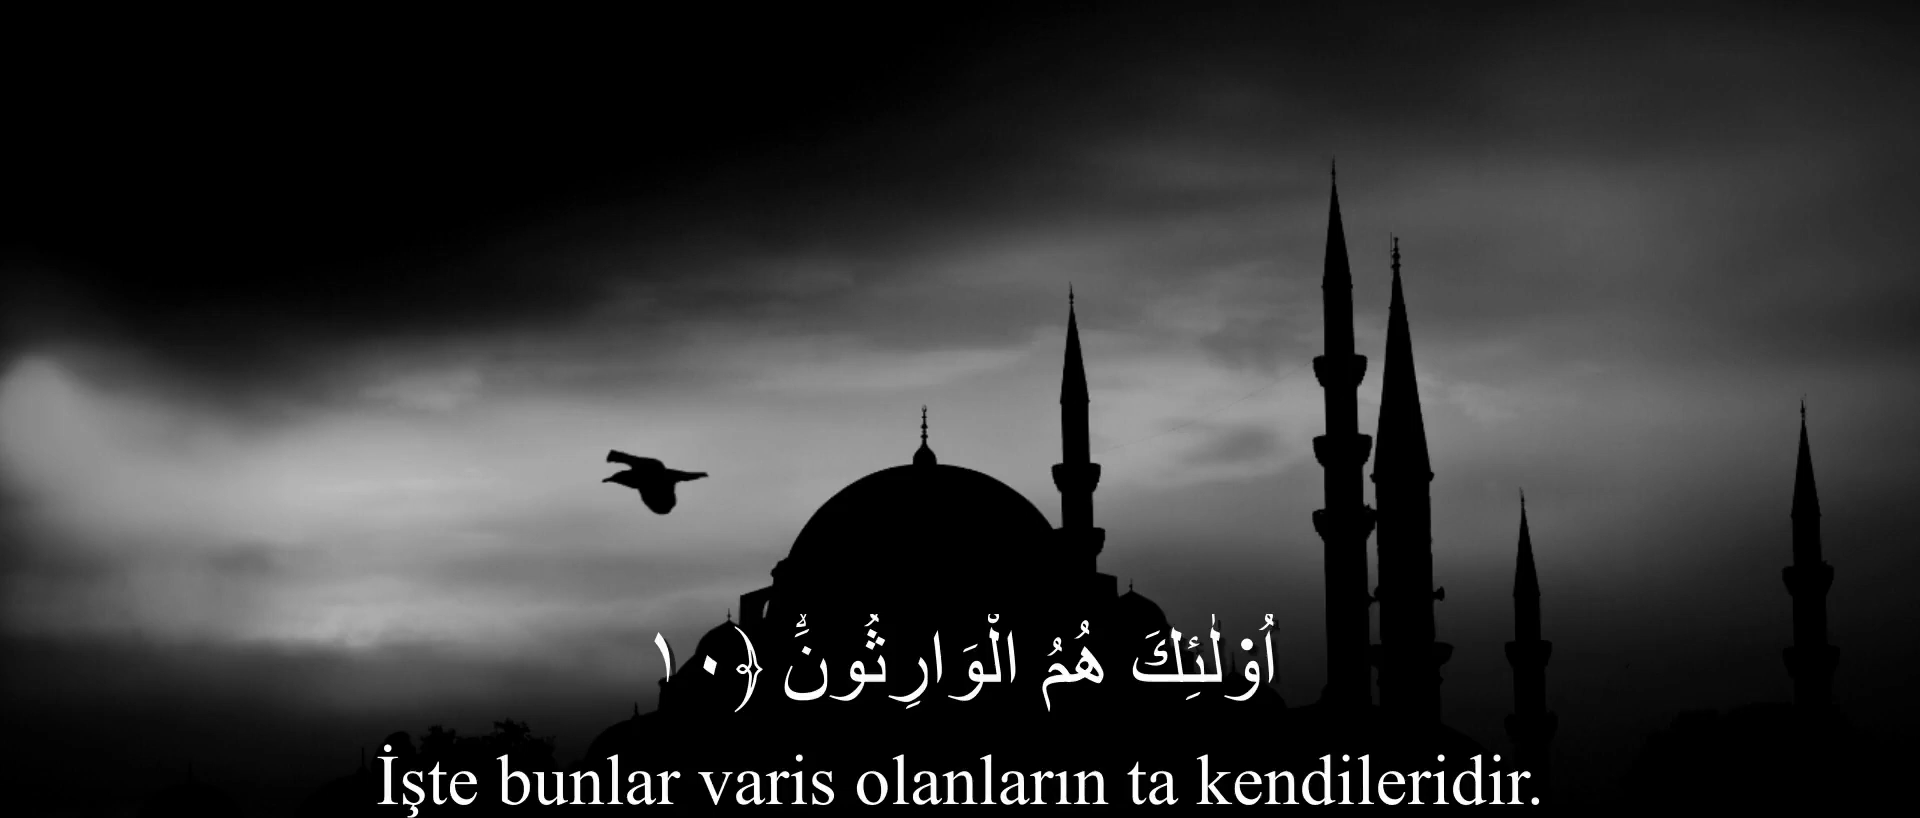 اُو۬لٰٓئِكَ هُمُ الْوَارِثُونَۙ ﴿١٠
İşte bunlar varis olanların ta kendileridir.